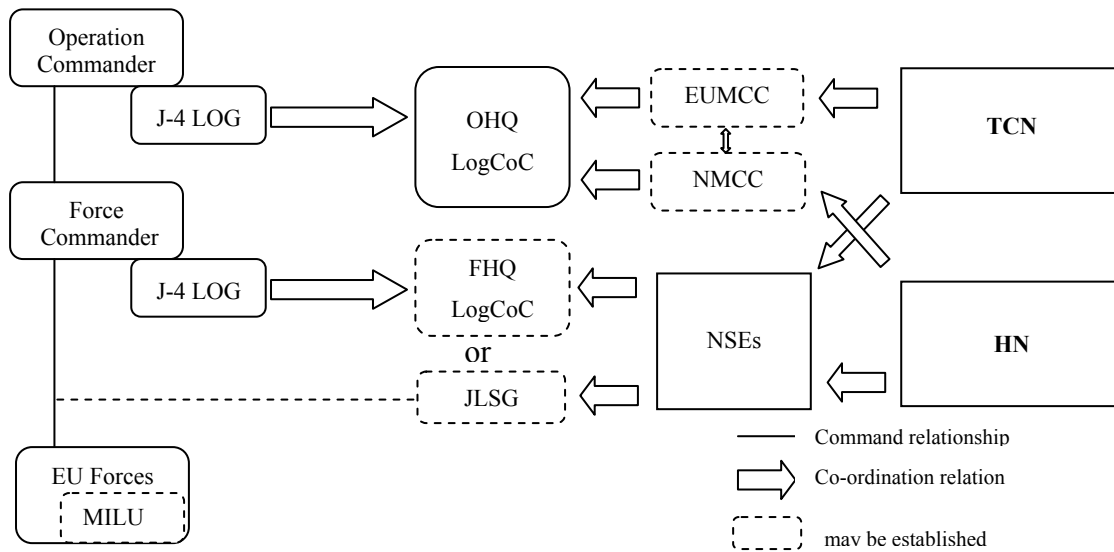 Operation
Commander
J-4 LOG
OHQ
LogCoC
EUMCC
NMCC
TCN
Force
Commander
J-4 LOG
FHQ
LogCoC
or
JLSG
NSEs
HN
EU Forces
MILU
Command relationship
Co-ordination relation
may be established